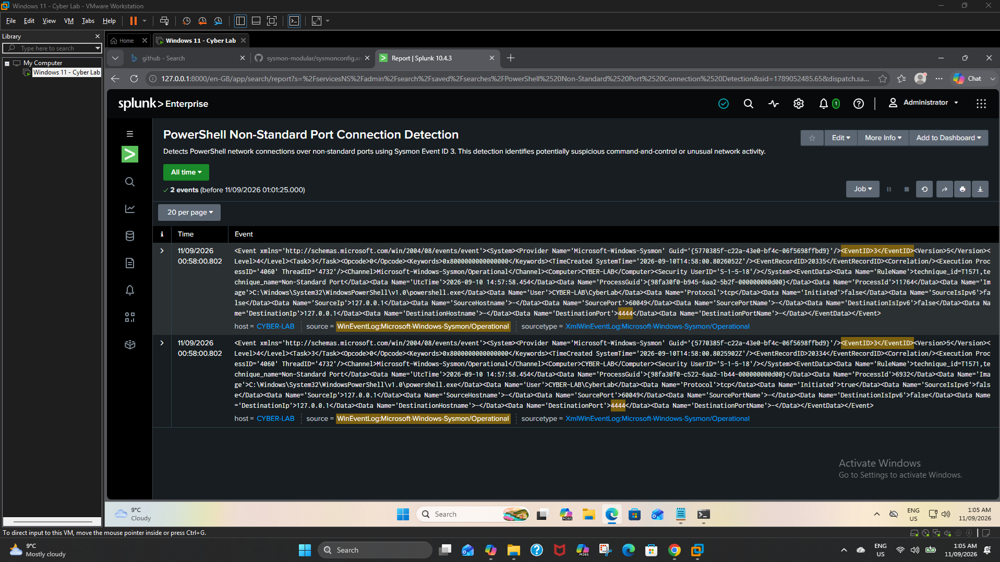 Windows 11 - Cyber Lab - VMware Workstation
File Edit View VM Tabs Help
Library
Type here to search
My Computer
Windows 11 - Cyber Lab
Home
Windows 11 - Cyber Lab
github - Search
sysmon-modular/sysmonconfig.xm
Report | Splunk 10.4.3
127.0.0.1:8000/en-GB/app/search/report?s=%2FservicesNS%2Fadmin%2Fsearch%2Fsaved%2Fsearches%2FPowerShell%2520Non-Standard%2520Port%2520Connection%2520Detection&sid=1789052485.65&dispatch.sa...
Chat
splunk> Enterprise
1
Administrator
PowerShell Non-Standard Port Connection Detection
Edit
More Info
Add to Dashboard
Detects PowerShell network connections over non-standard ports using Sysmon Event ID 3. This detection identifies potentially suspicious command-and-control or unusual network activity.
All time
2 events (before 11/09/2026 01:01:25.000)
Job
20 per page
i Time Event
11/09/2026
00:58:00.802
<Event xmlns='http://schemas.microsoft.com/win/2004/08/events/event'><System><Provider Name='Microsoft-Windows-Sysmon' Guid='{5770385f-c22a-43e0-bf4c-06f5698ffbd9}'/><EventID>3</EventID><Version>5</Version><
Level>4</Level><Task>3</Task><Opcode>0</Opcode><Keywords>0x8000000000000000</Keywords><TimeCreated SystemTime='2026-09-10T14:58:00.8026052Z'/><EventRecordID>20335</EventRecordID><Correlation/><Execution Proc
essID='4060' ThreadID='4732'/><Channel>Microsoft-Windows-Sysmon/Operational</Channel><Computer>CYBER-LAB</Computer><Security UserID='S-1-5-18'/></System><EventData><Data Name='RuleName'>technique_id=T1571,te
chnique_name=Non-Standard Port</Data><Data Name='UtcTime'>2026-09-10 14:57:58.454</Data><Data Name='ProcessGuid'>{98fa30f0-b945-6aa2-5b2f-000000000d00}</Data><Data Name='ProcessId'>11764</Data><Data Name='Im
age'>C:\Windows\System32\WindowsPowerShell\v1.0\powershell.exe</Data><Data Name='User'>CYBER-LAB\CyberLab</Data><Data Name='Protocol'>tcp</Data><Data Name='Initiated'>false</Data><Data Name='SourceIsIpv6'>fa
lse</Data><Data Name='SourceIp'>127.0.0.1</Data><Data Name='SourceHostname'>-</Data><Data Name='SourcePort'>60049</Data><Data Name='SourcePortName'>-</Data><Data Name='DestinationIsIpv6'>false</Data><Data Na
me='DestinationIp'>127.0.0.1</Data><Data Name='DestinationHostname'>-</Data><Data Name='DestinationPort'>4444</Data><Data Name='DestinationPortName'>-</Data></EventData></Event>
host = CYBER-LAB source = WinEventLog:Microsoft-Windows-Sysmon/Operational sourcetype = XmlWinEventLog:Microsoft-Windows-Sysmon/Operational
11/09/2026
00:58:00.802
<Event xmlns='http://schemas.microsoft.com/win/2004/08/events/event'><System><Provider Name='Microsoft-Windows-Sysmon' Guid='{5770385f-c22a-43e0-bf4c-06f5698ffbd9}'/><EventID>3</EventID><Version>5</Version><
Level>4</Level><Task>3</Task><Opcode>0</Opcode><Keywords>0x8000000000000000</Keywords><TimeCreated SystemTime='2026-09-10T14:58:00.8025902Z'/><EventRecordID>20334</EventRecordID><Correlation/><Execution Proc
essID='4060' ThreadID='4732'/><Channel>Microsoft-Windows-Sysmon/Operational</Channel><Computer>CYBER-LAB</Computer><Security UserID='S-1-5-18'/></System><EventData><Data Name='RuleName'>technique_id=T1571,te
chnique_name=Non-Standard Port</Data><Data Name='UtcTime'>2026-09-10 14:57:58.454</Data><Data Name='ProcessGuid'>{98fa30f0-c522-6aa2-1b44-000000000d00}</Data><Data Name='ProcessId'>6932</Data><Data Name='Ima
ge'>C:\Windows\System32\WindowsPowerShell\v1.0\powershell.exe</Data><Data Name='User'>CYBER-LAB\CyberLab</Data><Data Name='Protocol'>tcp</Data><Data Name='Initiated'>true</Data><Data Name='SourceIsIpv6'>fals
e</Data><Data Name='SourceIp'>127.0.0.1</Data><Data Name='SourceHostname'>-</Data><Data Name='SourcePort'>60049</Data><Data Name='SourcePortName'>-</Data><Data Name='DestinationIsIpv6'>false</Data><Data Name
='DestinationIp'>127.0.0.1</Data><Data Name='DestinationHostname'>-</Data><Data Name='DestinationPort'>4444</Data><Data Name='DestinationPortName'>-</Data></EventData></Event>
host = CYBER-LAB source = WinEventLog:Microsoft-Windows-Sysmon/Operational sourcetype = XmlWinEventLog:Microsoft-Windows-Sysmon/Operational
Activate Windows
Go to Settings to activate Windows.
9°C
Cloudy
Search
M365
ENG
US
1:05 AM
11/09/2026
To direct input to this VM, move the mouse pointer inside or press Ctrl+G.
9°C
Mostly cloudy
Search
M365
ENG
US
1:05 AM
11/09/2026